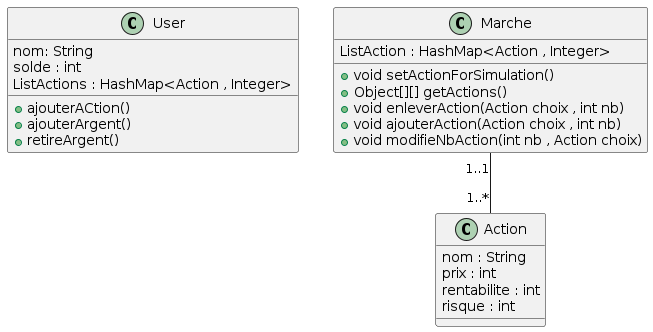 C User
nom: String
solde : int
ListActions : HashMap<Action , Integer>
ajouterACtion()
ajouterArgent()
retireArgent()
C Marche
ListAction : HashMap<Action , Integer>
void setActionForSimulation()
Object[][] getActions()
void enleverAction(Action choix , int nb)
void ajouterAction(Action choix , int nb)
void modifieNbAction(int nb , Action choix)
1..1
1..*
C Action
nom : String
prix : int
rentabilite : int
risque : int